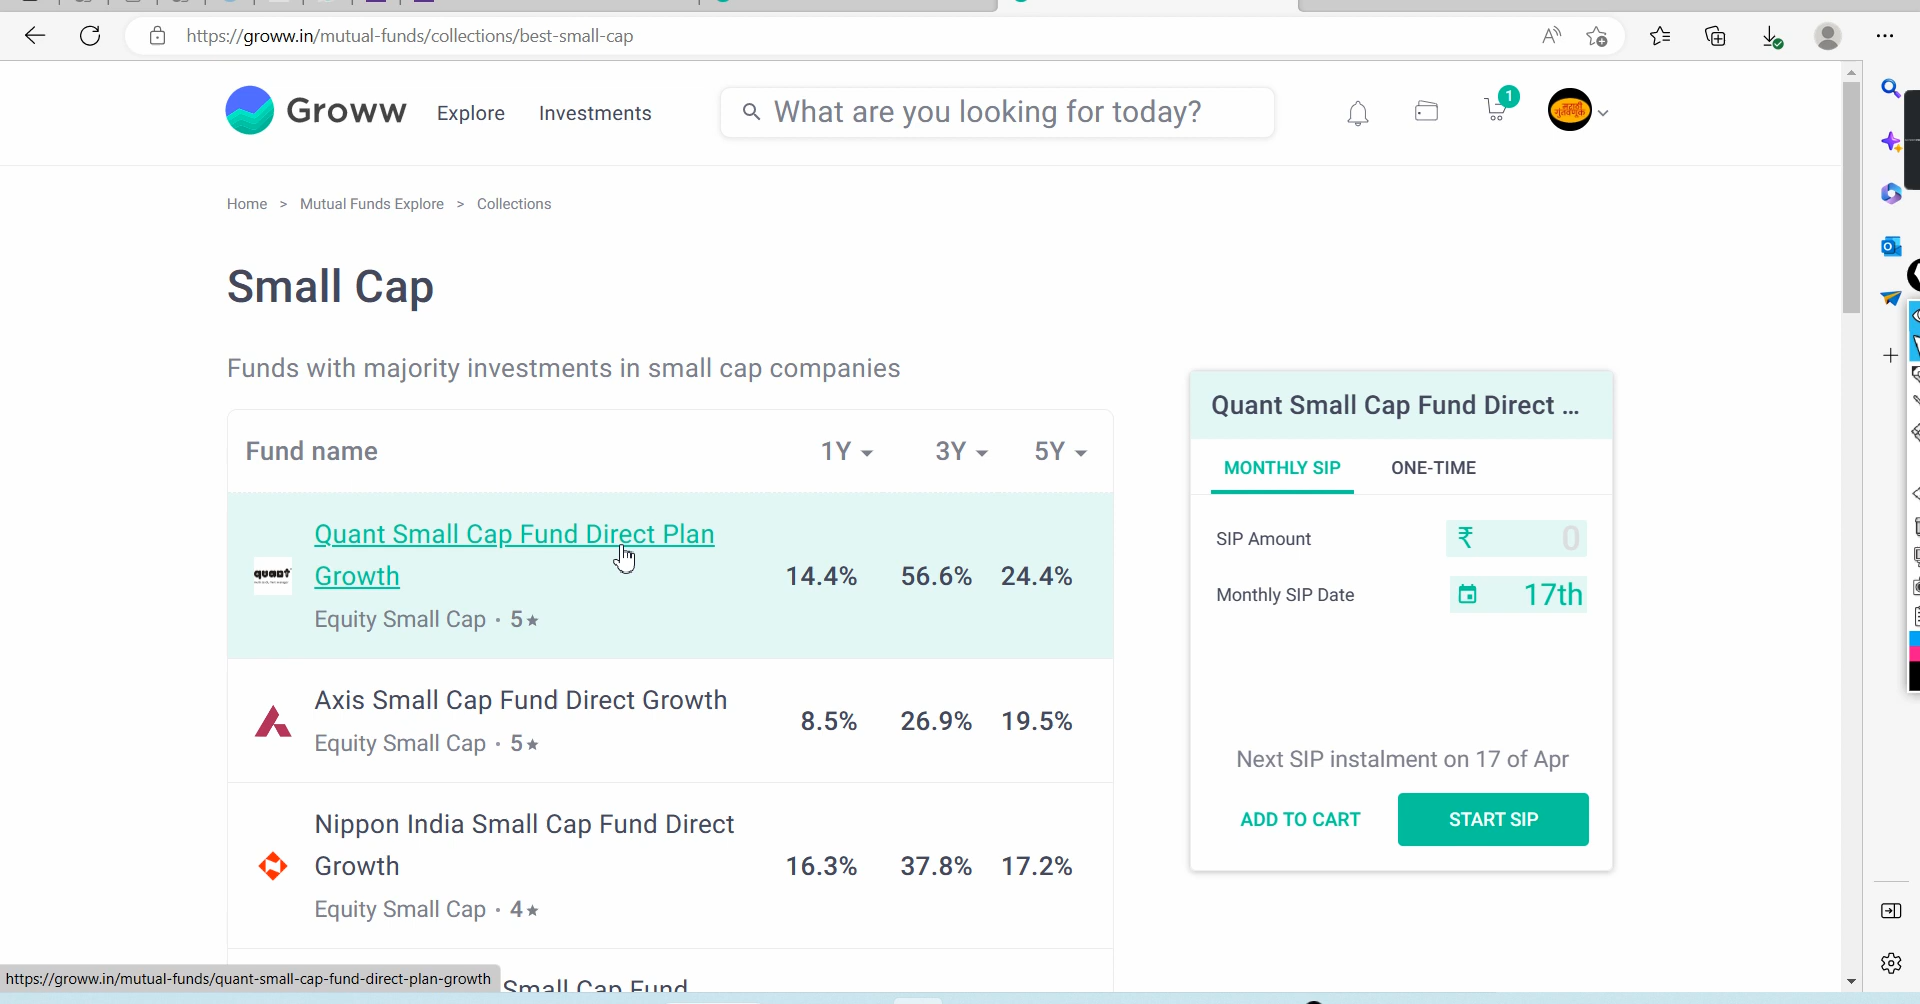 https://groww.in/mutual-funds/collections/best-small-cap
Groww
Explore
Investments
What are you looking for today?
1
मराठी
गुंतवणूक
Home > Mutual Funds Explore > Collections
Small Cap
Funds with majority investments in small cap companies
Fund name 1Y 3Y 5Y
Quant Small Cap Fund Direct Plan
Growth
quant
14.4% 56.6% 24.4%
Equity Small Cap · 5★
Axis Small Cap Fund Direct Growth
8.5% 26.9% 19.5%
Equity Small Cap · 5★
Nippon India Small Cap Fund Direct
Growth
16.3% 37.8% 17.2%
Equity Small Cap · 4★
Small Cap Fund
Quant Small Cap Fund Direct ...
MONTHLY SIP ONE-TIME
SIP Amount ₹ 0
Monthly SIP Date 17th
Next SIP instalment on 17 of Apr
ADD TO CART START SIP
https://groww.in/mutual-funds/quant-small-cap-fund-direct-plan-growth